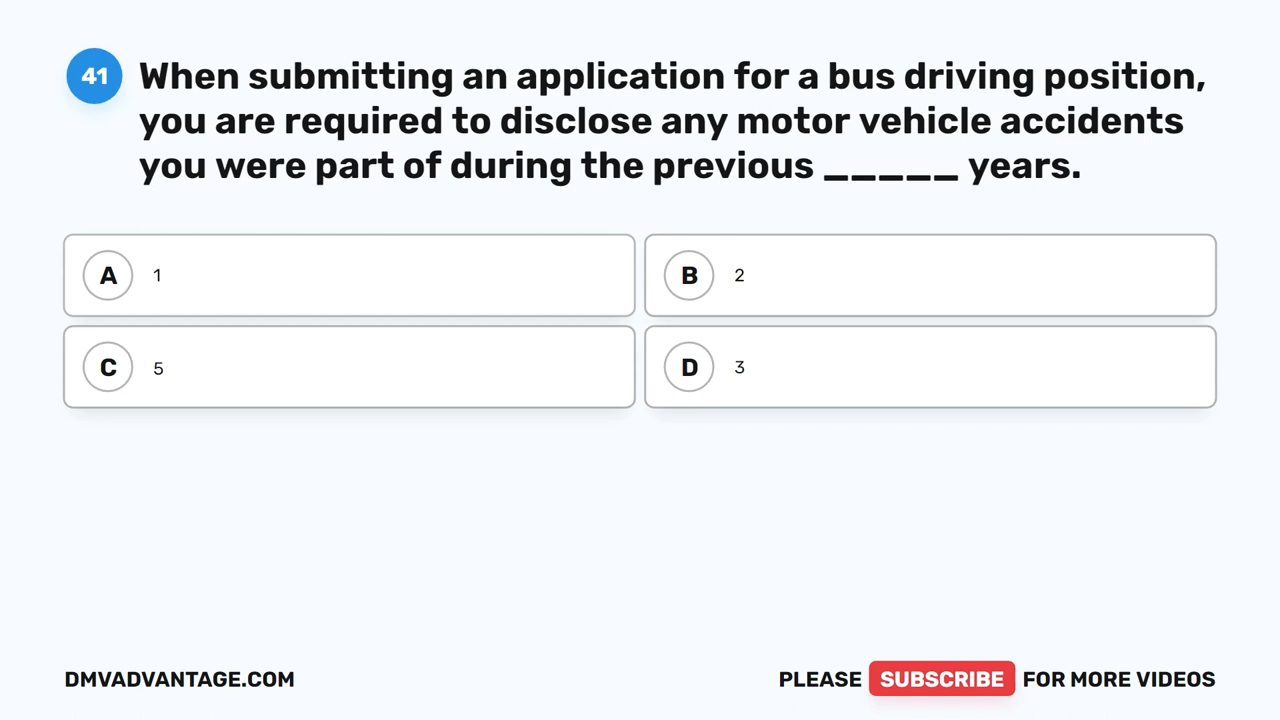 41 When submitting an application for a bus driving position,
you are required to disclose any motor vehicle accidents
you were part of during the previous _____ years.
A 1
B 2
C 5
D 3
DMVADVANTAGE.COM
PLEASE SUBSCRIBE FOR MORE VIDEOS